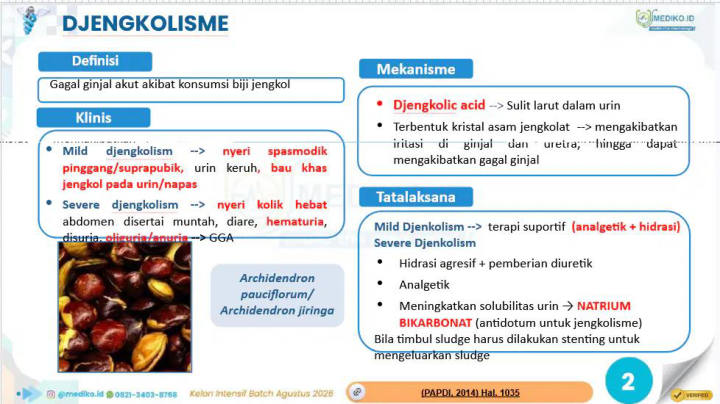 DJENGKOLISME
MEDIKO.ID
Definisi
Gagal ginjal akut akibat konsumsi biji jengkol
Klinis
• Mild djengkolism --> nyeri spasmodik
pinggang/suprapubik, urin keruh, bau khas
jengkol pada urin/napas
• Severe djengkolism --> nyeri kolik hebat
abdomen disertai muntah, diare, hematuria,
disuria, oliguria/anuria --> GGA
Archidendron
pauciflorum/
Archidendron jiringa
Mekanisme
• Djengkolic acid --> Sulit larut dalam urin
• Terbentuk kristal asam jengkolat --> mengakibatkan
iritasi di ginjal dan uretra, hingga dapat
mengakibatkan gagal ginjal
Tatalaksana
Mild Djenkolism --> terapi suportif (analgetik + hidrasi)
Severe Djenkolism
• Hidrasi agresif + pemberian diuretik
• Analgetik
• Meningkatkan solubilitas urin → NATRIUM
BIKARBONAT (antidotum untuk jengkolisme)
Bila timbul sludge harus dilakukan stenting untuk
mengeluarkan sludge
2
@mediko.id 0821-3403-8768 Kelan Intensif Batch Agustus 2026
(PAPDI, 2014) Hal. 1035
VERIFIED